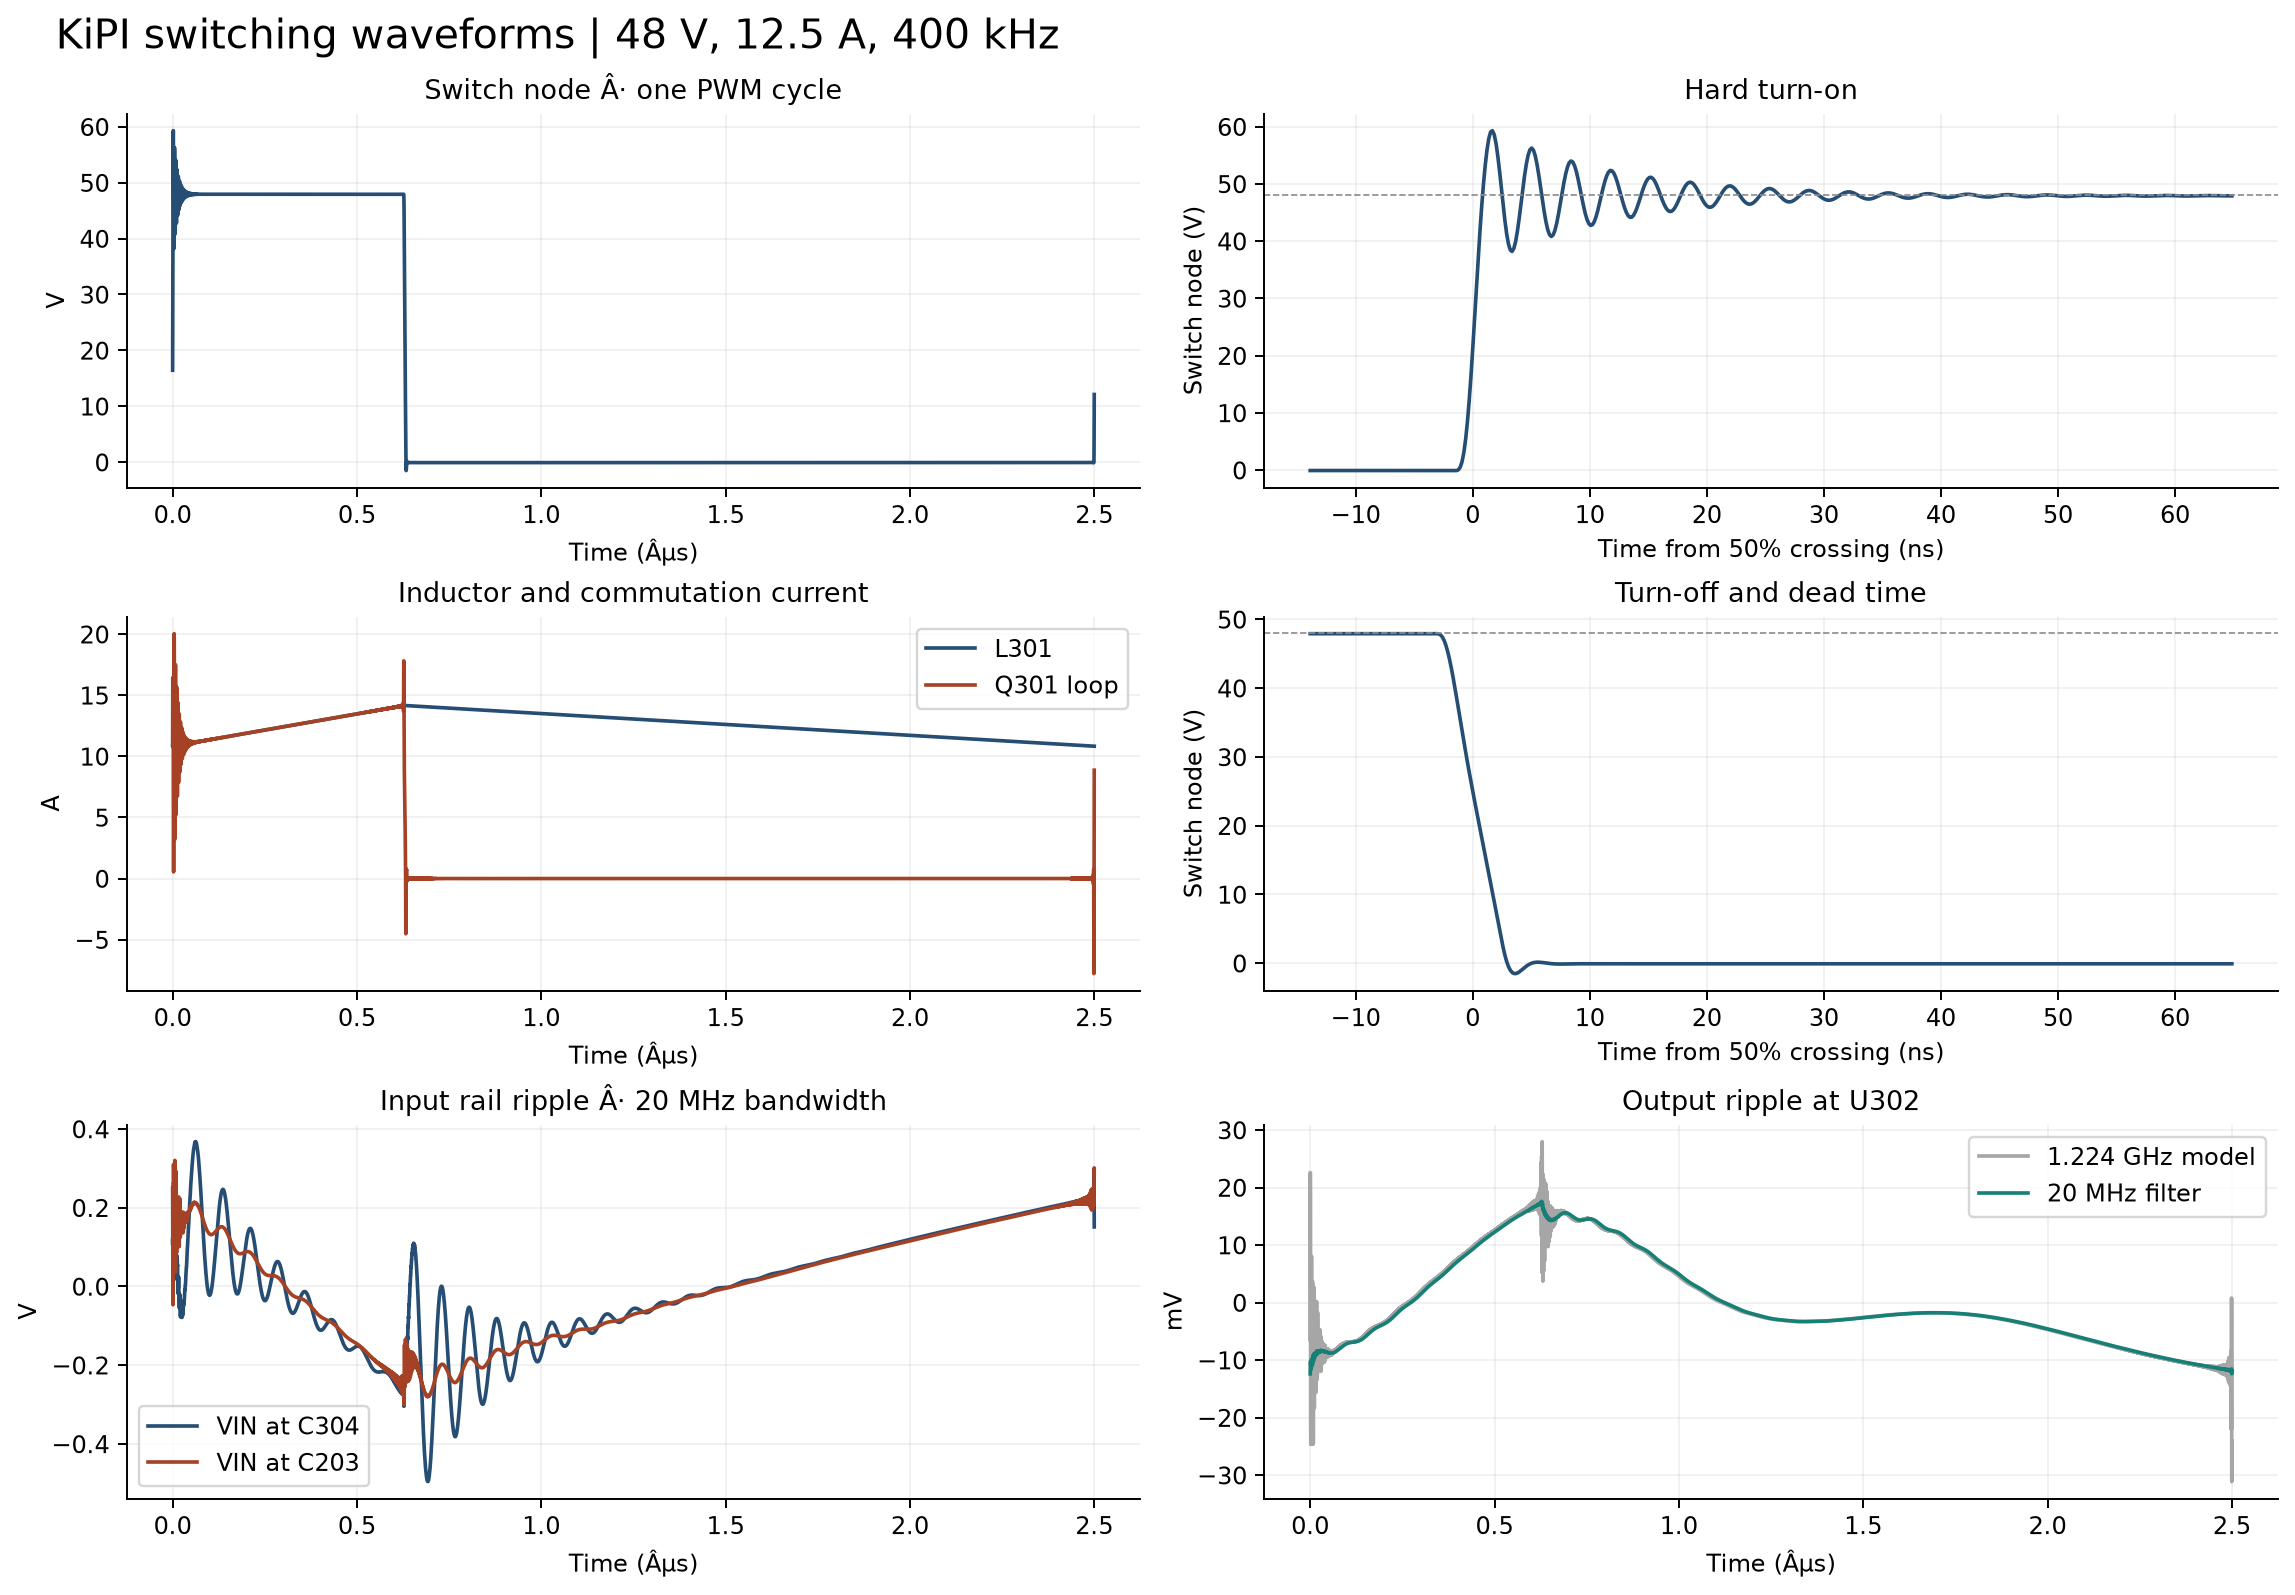 KiPI switching waveforms | 48 V, 12.5 A, 400 kHz
Switch node Â· one PWM cycle
60
50
40
30
20
10
0
V
0.0 0.5 1.0 1.5 2.0 2.5
Time (Âµs)
Hard turn-on
60
50
40
30
20
10
0
Switch node (V)
−10 0 10 20 30 40 50 60
Time from 50% crossing (ns)
Inductor and commutation current
L301
Q301 loop
20
15
10
5
0
−5
A
0.0 0.5 1.0 1.5 2.0 2.5
Time (Âµs)
Turn-off and dead time
50
40
30
20
10
0
Switch node (V)
−10 0 10 20 30 40 50 60
Time from 50% crossing (ns)
Input rail ripple Â· 20 MHz bandwidth
0.4
0.2
0.0
−0.2
−0.4
V
VIN at C304
VIN at C203
0.0 0.5 1.0 1.5 2.0 2.5
Time (Âµs)
Output ripple at U302
1.224 GHz model
20 MHz filter
30
20
10
0
−10
−20
−30
mV
0.0 0.5 1.0 1.5 2.0 2.5
Time (Âµs)